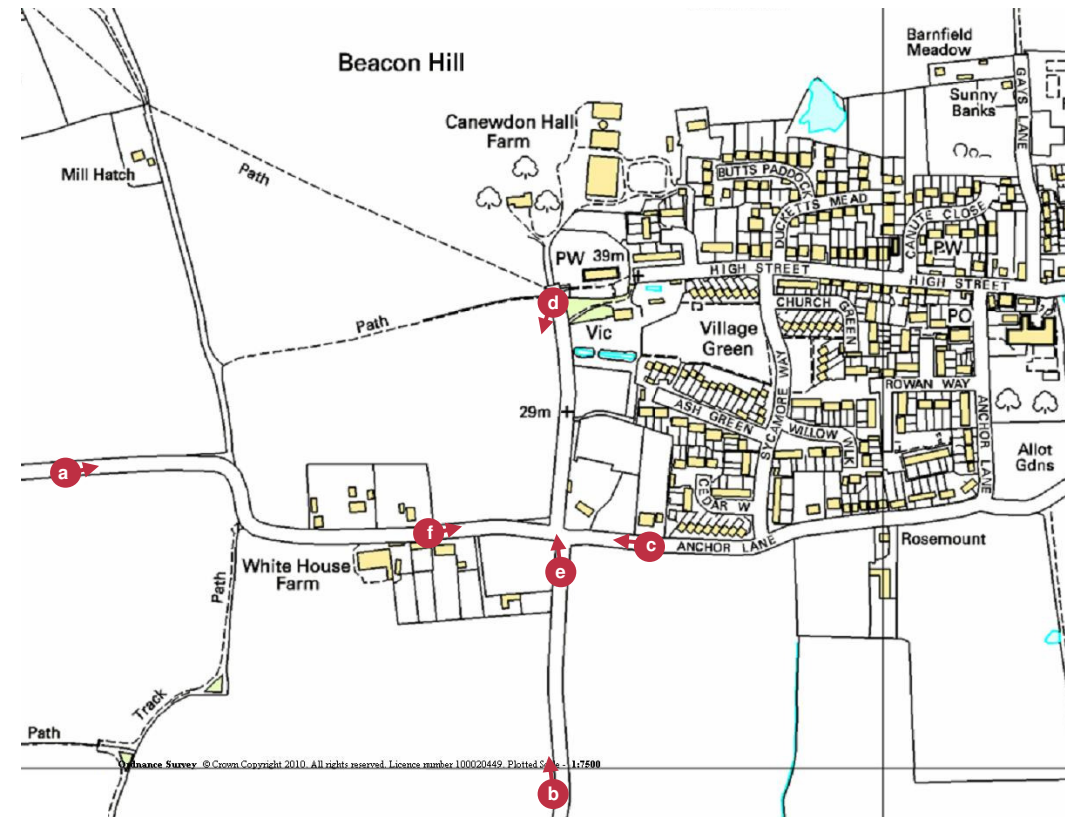 Barnfield
Meadow
Beacon Hill
GAYS LANE
Sunny
Banks
Canewdon Hall
Farm
Mill Hatch
Path
BUTTS PADDOCK
DUCKETTS MEAD
CANUTE CLOSE
PW
PW 39m
HIGH STREET
HIGH STREET
d
CHURCH GREEN
PO
Path
Vic
Village
Green
SYCAMORE WAY
ROWAN WAY
29m
ASH GREEN
WILLOW WLK
ANCHOR LANE
Allot
Gdns
a
CEDAR W
f
c
ANCHOR LANE
Rosemount
White House
Farm
e
Path
Track
Path
Ordnance Survey © Crown Copyright 2010. All rights reserved. Licence number 100020449. Plotted Scale - 1:7500
b